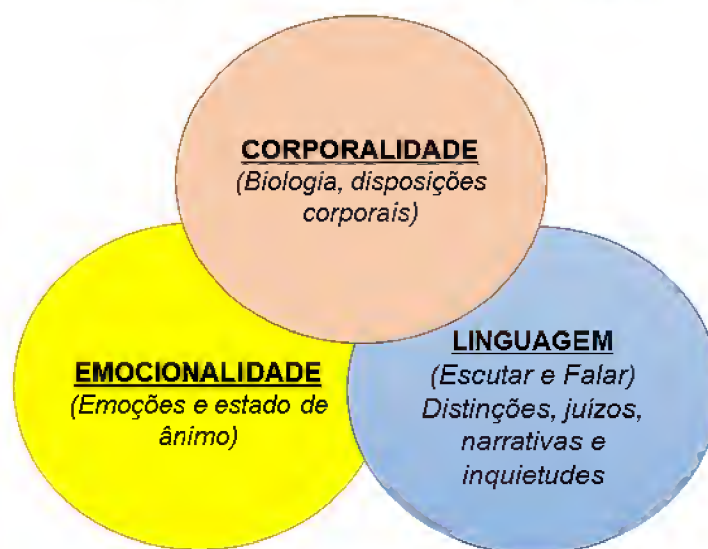 CORPORALIDADE
(Biologia, disposições
corporais)
EMOCIONALIDADE
(Emoções e estado de
ânimo)
LINGUAGEM
(Escutar e Falar)
Distinções, juízos,
narrativas e
inquietudes